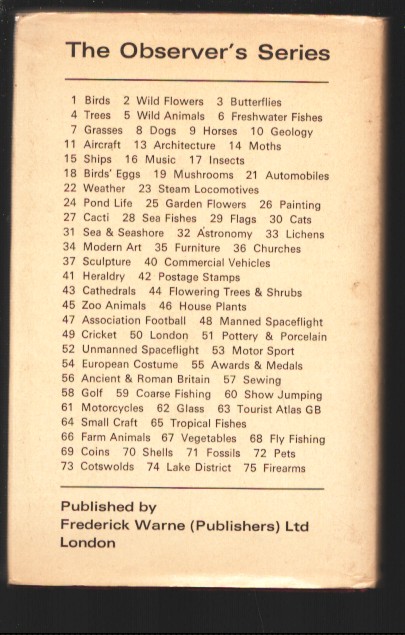 The Observer's Series
1 Birds 2 Wild Flowers 3 Butterflies
4 Trees 5 Wild Animals 6 Freshwater Fishes
7 Grasses 8 Dogs 9 Horses 10 Geology
11 Aircraft 13 Architecture 14 Moths
15 Ships 16 Music 17 Insects
18 Birds' Eggs 19 Mushrooms 21 Automobiles
22 Weather 23 Steam Locomotives
24 Pond Life 25 Garden Flowers 26 Painting
27 Cacti 28 Sea Fishes 29 Flags 30 Cats
31 Sea & Seashore 32 Astronomy 33 Lichens
34 Modern Art 35 Furniture 36 Churches
37 Sculpture 40 Commercial Vehicles
41 Heraldry 42 Postage Stamps
43 Cathedrals 44 Flowering Trees & Shrubs
45 Zoo Animals 46 House Plants
47 Association Football 48 Manned Spaceflight
49 Cricket 50 London 51 Pottery & Porcelain
52 Unmanned Spaceflight 53 Motor Sport
54 European Costume 55 Awards & Medals
56 Ancient & Roman Britain 57 Sewing
58 Golf 59 Coarse Fishing 60 Show Jumping
61 Motorcycles 62 Glass 63 Tourist Atlas GB
64 Small Craft 65 Tropical Fishes
66 Farm Animals 67 Vegetables 68 Fly Fishing
69 Coins 70 Shells 71 Fossils 72 Pets
73 Cotswolds 74 Lake District 75 Firearms
Published by
Frederick Warne (Publishers) Ltd
London